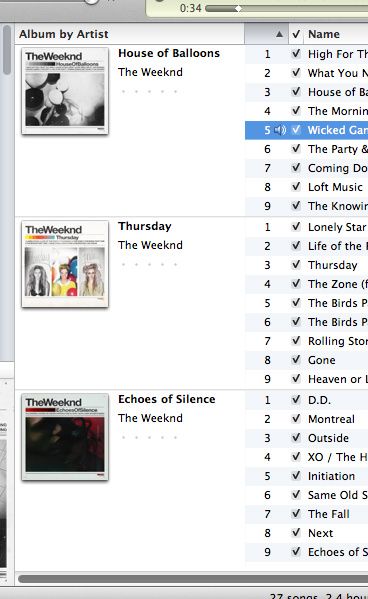 0:34
Album by Artist ✓ Name
TheWeeknd
HouseOfBalloons
House of Balloons
The Weeknd
1 ✓ High For Th
2 ✓ What You N
3 ✓ House of Ba
4 ✓ The Mornin
5 ✓ Wicked Gam
6 ✓ The Party &
7 ✓ Coming Do
8 ✓ Loft Music
9 ✓ The Knowin
TheWeeknd
Thursday
Thursday
The Weeknd
1 ✓ Lonely Star
2 ✓ Life of the P
3 ✓ Thursday
4 ✓ The Zone (f
5 ✓ The Birds P
6 ✓ The Birds P
7 ✓ Rolling Ston
8 ✓ Gone
9 ✓ Heaven or L
TheWeeknd
EchoesOfSilence
Echoes of Silence
The Weeknd
1 ✓ D.D.
2 ✓ Montreal
3 ✓ Outside
4 ✓ XO / The H
5 ✓ Initiation
6 ✓ Same Old S
7 ✓ The Fall
8 ✓ Next
9 ✓ Echoes of S
27 songs, 2.4 hou